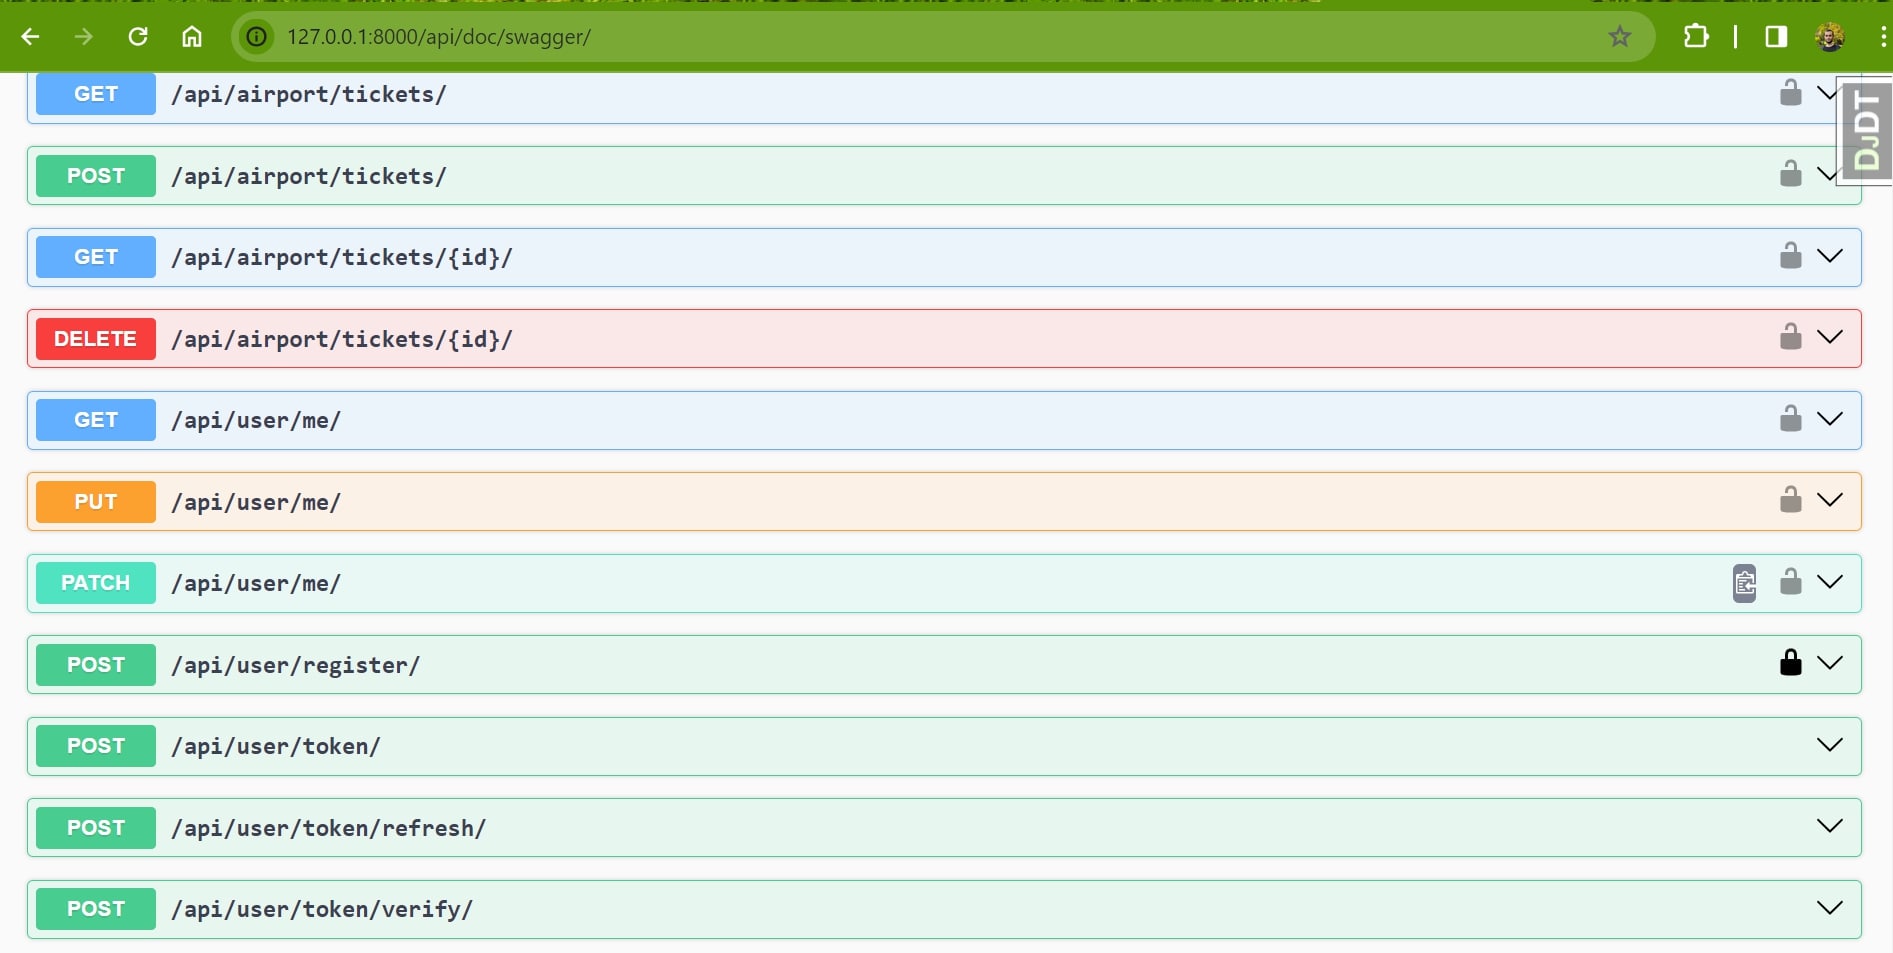 127.0.0.1:8000/api/doc/swagger/
GET /api/airport/tickets/
DJDT
POST /api/airport/tickets/
GET /api/airport/tickets/{id}/
DELETE /api/airport/tickets/{id}/
GET /api/user/me/
PUT /api/user/me/
PATCH /api/user/me/
POST /api/user/register/
POST /api/user/token/
POST /api/user/token/refresh/
POST /api/user/token/verify/